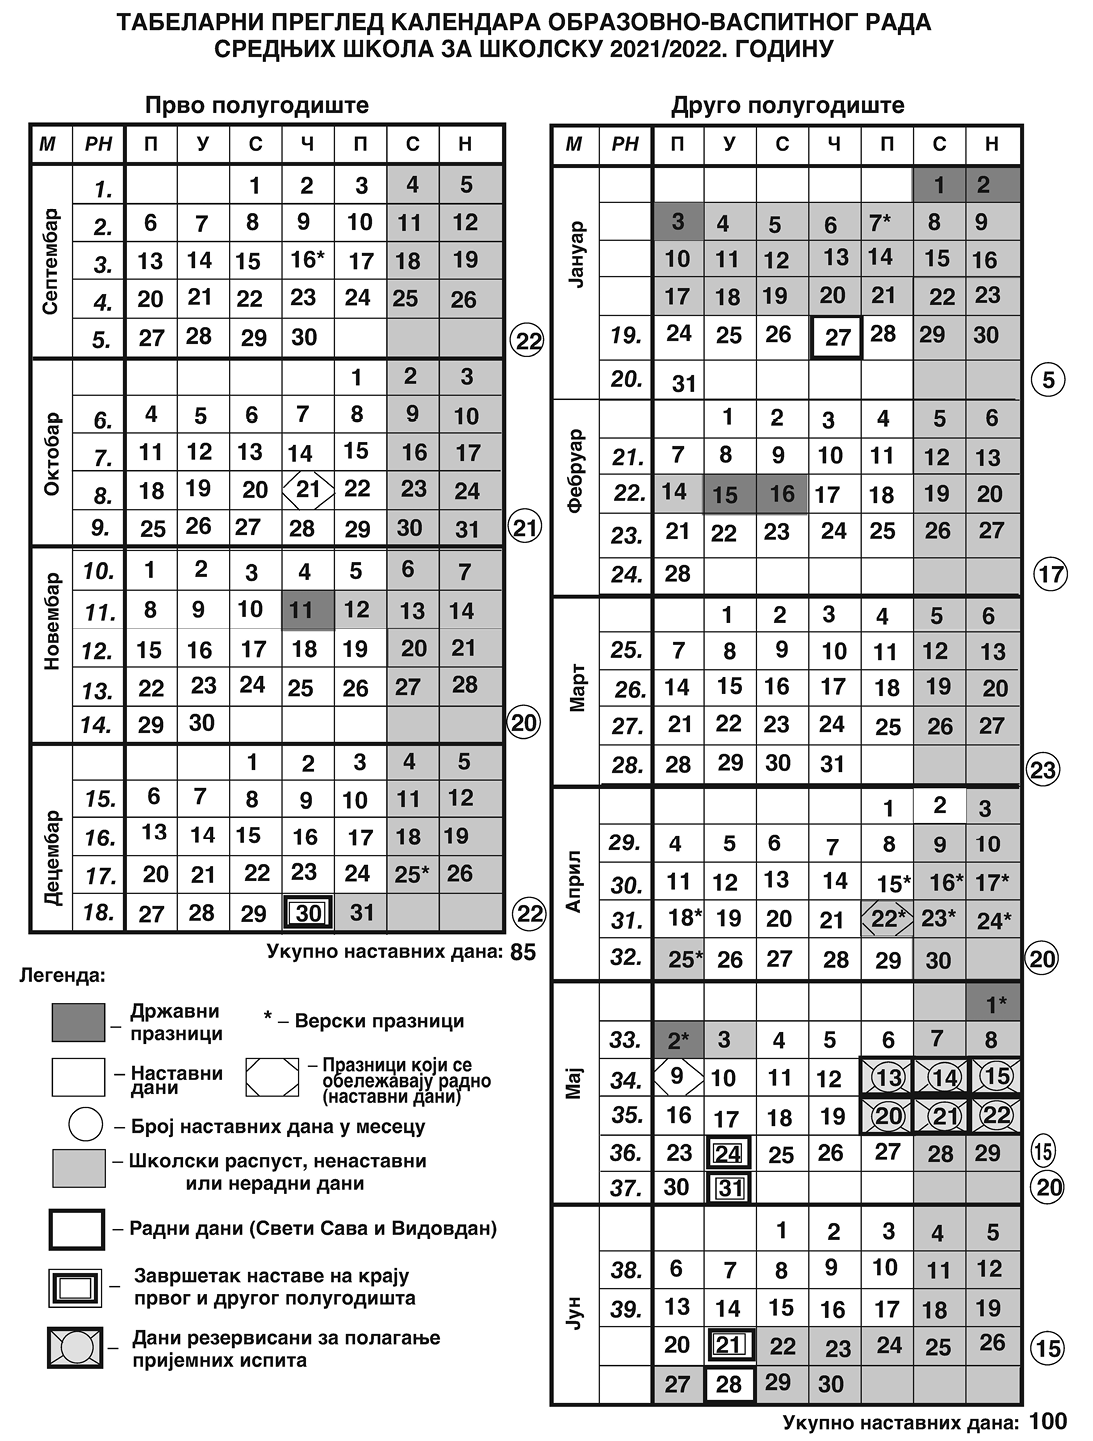 ТАБЕЛАРНИ ПРЕГЛЕД КАЛЕНДАРА ОБРАЗОВНО-ВАСПИТНОГ РАДА
СРЕДЊИХ ШКОЛА ЗА ШКОЛСКУ 2021/2022. ГОДИНУ
Прво полугодиште
М РН П У С Ч П С Н
Септембар
1. 1 2 3 4 5
2. 6 7 8 9 10 11 12
3. 13 14 15 16* 17 18 19
4. 20 21 22 23 24 25 26
5. 27 28 29 30 22
Октобар
1 2 3
6. 4 5 6 7 8 9 10
7. 11 12 13 14 15 16 17
8. 18 19 20 21 22 23 24
9. 25 26 27 28 29 30 31 21
Новембар
10. 1 2 3 4 5 6 7
11. 8 9 10 11 12 13 14
12. 15 16 17 18 19 20 21
13. 22 23 24 25 26 27 28
14. 29 30 20
Децембар
1 2 3 4 5
15. 6 7 8 9 10 11 12
16. 13 14 15 16 17 18 19
17. 20 21 22 23 24 25* 26
18. 27 28 29 30 31 22
Укупно наставних дана: 85
Легенда:
– Државни
празници
* – Верски празници
– Наставни
дани
– Празници који се
обележавају радно
(наставни дани)
– Број наставних дана у месецу
– Школски распуст, ненаставни
или нерадни дани
– Радни дани (Свети Сава и Видовдан)
– Завршетак наставе на крају
првог и другог полугодишта
– Дани резервисани за полагање
пријемних испита
Друго полугодиште
М РН П У С Ч П С Н
Јануар
1 2
3 4 5 6 7* 8 9
10 11 12 13 14 15 16
17 18 19 20 21 22 23
19. 24 25 26 27 28 29 30
20. 31 5
Фебруар
1 2 3 4 5 6
21. 7 8 9 10 11 12 13
22. 14 15 16 17 18 19 20
23. 21 22 23 24 25 26 27
24. 28 17
Март
1 2 3 4 5 6
25. 7 8 9 10 11 12 13
26. 14 15 16 17 18 19 20
27. 21 22 23 24 25 26 27
28. 28 29 30 31 23
Април
1 2 3
29. 4 5 6 7 8 9 10
30. 11 12 13 14 15* 16* 17*
31. 18* 19 20 21 22* 23* 24*
32. 25* 26 27 28 29 30 20
Мај
1*
33. 2* 3 4 5 6 7 8
34. 9 10 11 12 13 14 15
35. 16 17 18 19 20 21 22
36. 23 24 25 26 27 28 29 15
37. 30 31 20
Јун
1 2 3 4 5
38. 6 7 8 9 10 11 12
39. 13 14 15 16 17 18 19
20 21 22 23 24 25 26 15
27 28 29 30
Укупно наставних дана: 100